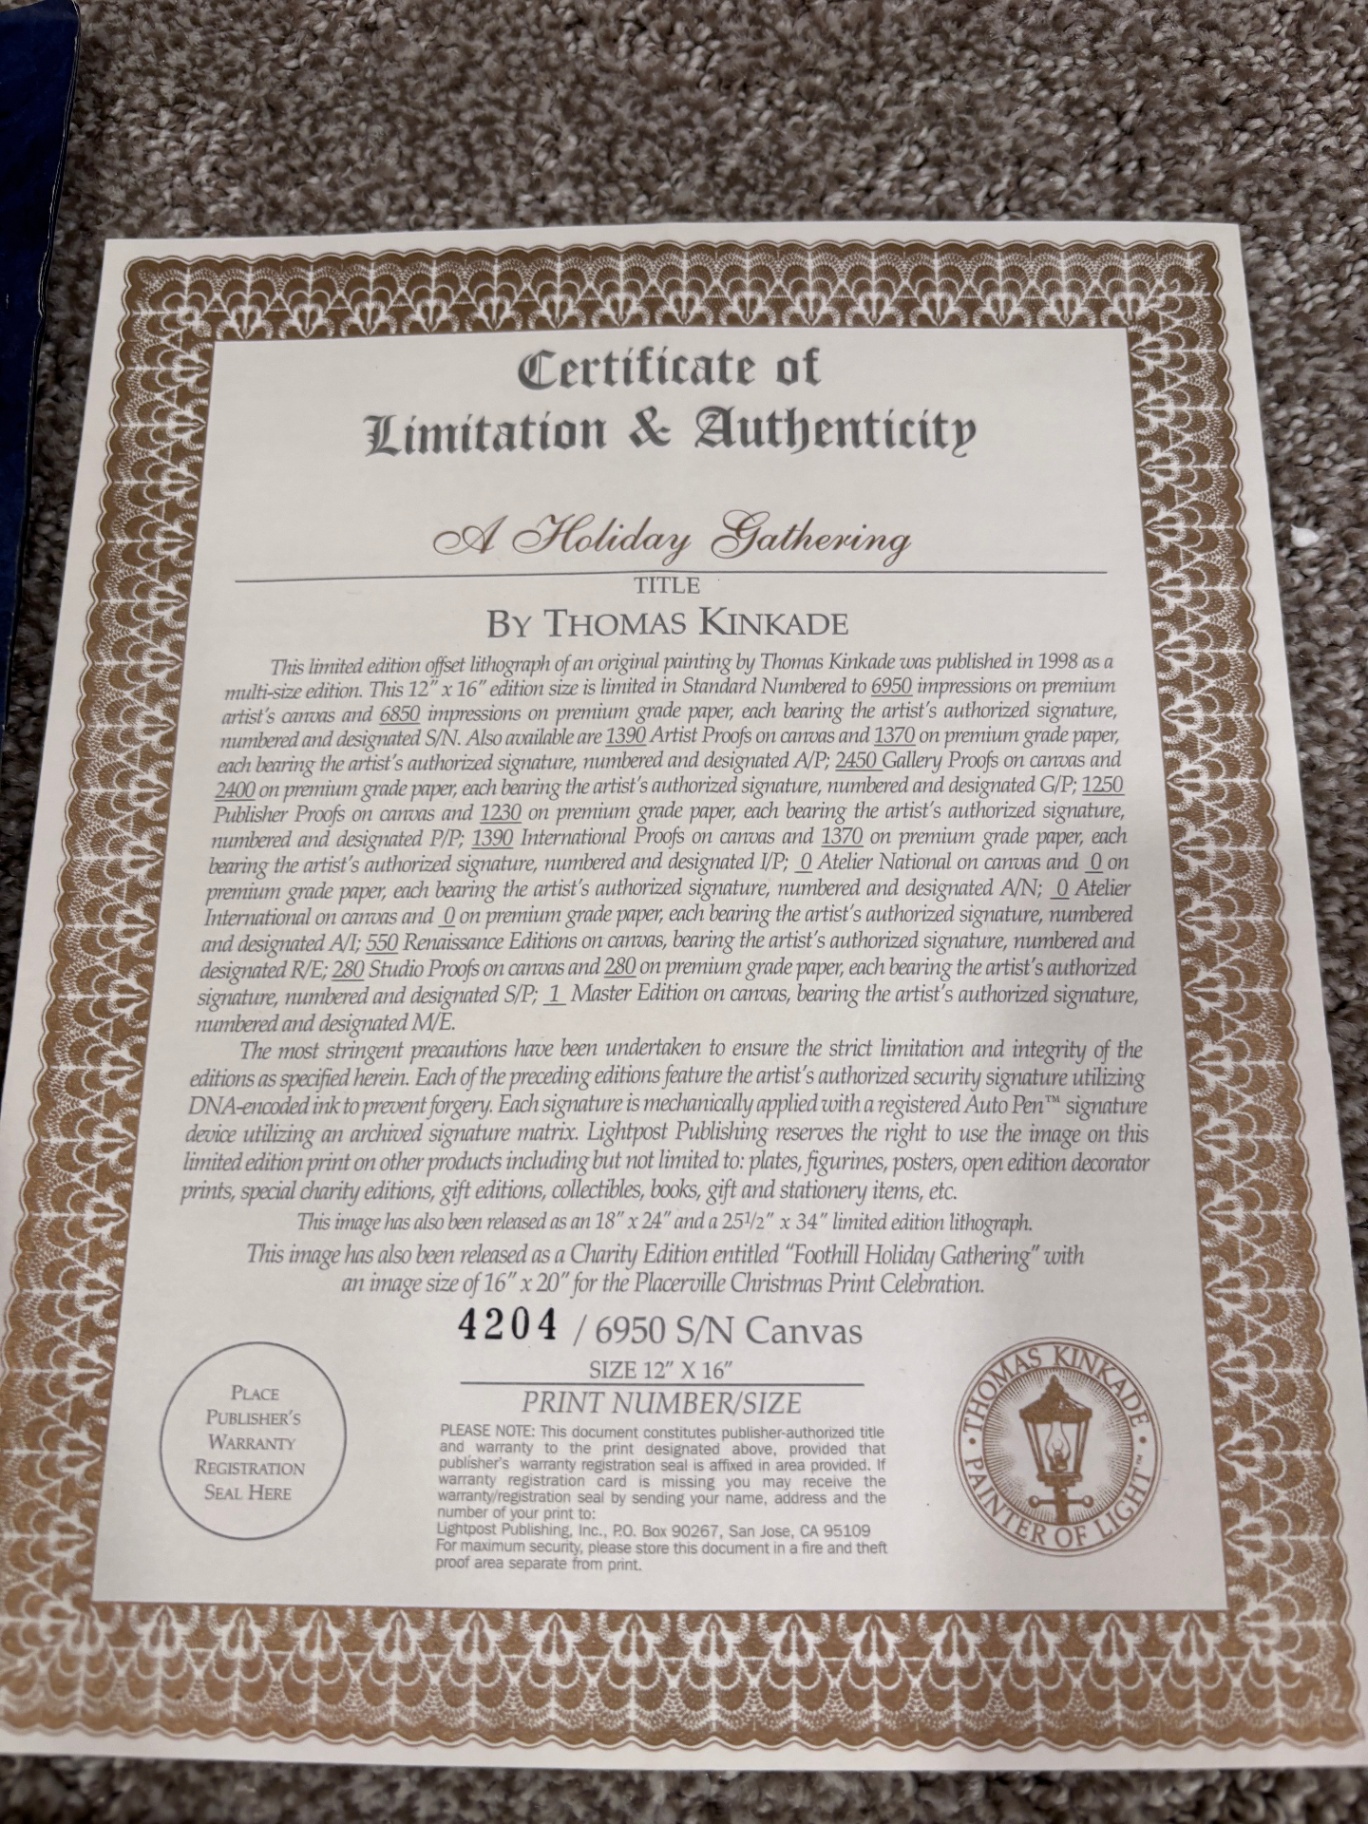 Certificate of
Limitation & Authenticity
A Holiday Gathering
TITLE
BY THOMAS KINKADE
This limited edition offset lithograph of an original painting by Thomas Kinkade was published in 1998 as a
multi-size edition. This 12" x 16" edition size is limited in Standard Numbered to 6950 impressions on premium
artist's canvas and 6850 impressions on premium grade paper, each bearing the artist's authorized signature,
numbered and designated S/N. Also available are 1390 Artist Proofs on canvas and 1370 on premium grade paper,
each bearing the artist's authorized signature, numbered and designated A/P; 2450 Gallery Proofs on canvas and
2400 on premium grade paper, each bearing the artist's authorized signature, numbered and designated G/P; 1250
Publisher Proofs on canvas and 1230 on premium grade paper, each bearing the artist's authorized signature,
numbered and designated P/P; 1390 International Proofs on canvas and 1370 on premium grade paper, each
bearing the artist's authorized signature, numbered and designated I/P; 0 Atelier National on canvas and 0 on
premium grade paper, each bearing the artist's authorized signature, numbered and designated A/N; 0 Atelier
International on canvas and 0 on premium grade paper, each bearing the artist's authorized signature, numbered
and designated A/I; 550 Renaissance Editions on canvas, bearing the artist's authorized signature, numbered and
designated R/E; 280 Studio Proofs on canvas and 280 on premium grade paper, each bearing the artist's authorized
signature, numbered and designated S/P; 1 Master Edition on canvas, bearing the artist's authorized signature,
numbered and designated M/E.
The most stringent precautions have been undertaken to ensure the strict limitation and integrity of the
editions as specified herein. Each of the preceding editions feature the artist's authorized security signature utilizing
DNA-encoded ink to prevent forgery. Each signature is mechanically applied with a registered Auto Pen™ signature
device utilizing an archived signature matrix. Lightpost Publishing reserves the right to use the image on this
limited edition print on other products including but not limited to: plates, figurines, posters, open edition decorator
prints, special charity editions, gift editions, collectibles, books, gift and stationery items, etc.
This image has also been released as an 18" x 24" and a 25 1/2" x 34" limited edition lithograph.
This image has also been released as a Charity Edition entitled "Foothill Holiday Gathering" with
an image size of 16" x 20" for the Placerville Christmas Print Celebration.
4204 / 6950 S/N Canvas
SIZE 12" X 16"
PRINT NUMBER/SIZE
PLACE
PUBLISHER'S
WARRANTY
REGISTRATION
SEAL HERE
PLEASE NOTE: This document constitutes publisher-authorized title
and warranty to the print designated above, provided that
publisher's warranty registration seal is affixed in area provided. If
warranty registration card is missing you may receive the
warranty/registration seal by sending your name, address and the
number of your print to:
Lightpost Publishing, Inc., P.O. Box 90267, San Jose, CA 95109
For maximum security, please store this document in a fire and theft
proof area separate from print.
THOMAS KINKADE
• PAINTER OF LIGHT™ •